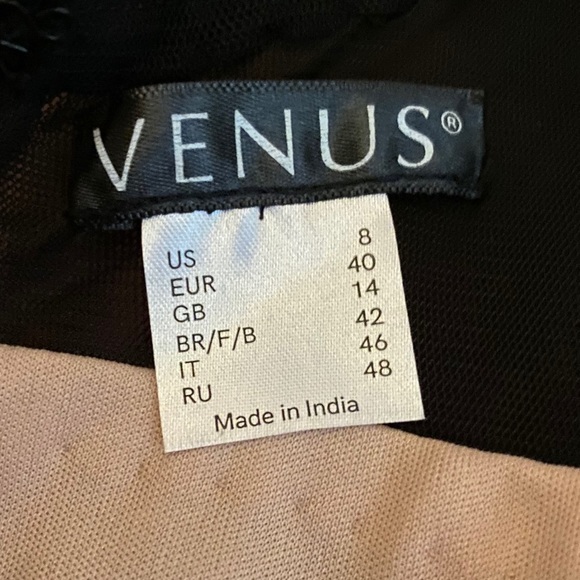 VENUS®
US 8
EUR 40
GB 14
BR/F/B 42
IT 46
RU 48
Made in India